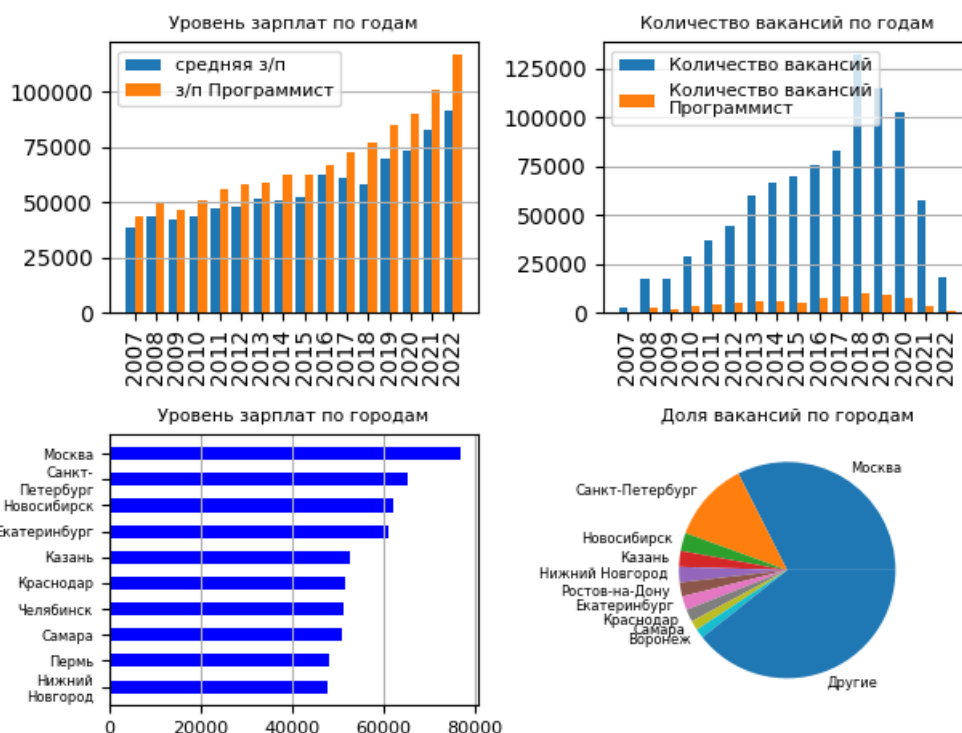 Уровень зарплат по годам
средняя з/п
з/п Программист
100000
75000
50000
25000
0
2007
2008
2009
2010
2011
2012
2013
2014
2015
2016
2017
2018
2019
2020
2021
2022
Количество вакансий по годам
Количество вакансий
Количество вакансий
Программист
125000
100000
75000
50000
25000
0
2007
2008
2009
2010
2011
2012
2013
2014
2015
2016
2017
2018
2019
2020
2021
2022
Уровень зарплат по городам
Москва
Санкт-
Петербург
Новосибирск
Екатеринбург
Казань
Краснодар
Челябинск
Самара
Пермь
Нижний
Новгород
0
20000
40000
60000
80000
Доля вакансий по городам
Москва
Санкт-Петербург
Новосибирск
Казань
Нижний Новгород
Ростов-на-Дону
Екатеринбург
Краснодар
Самара
Воронеж
Другие